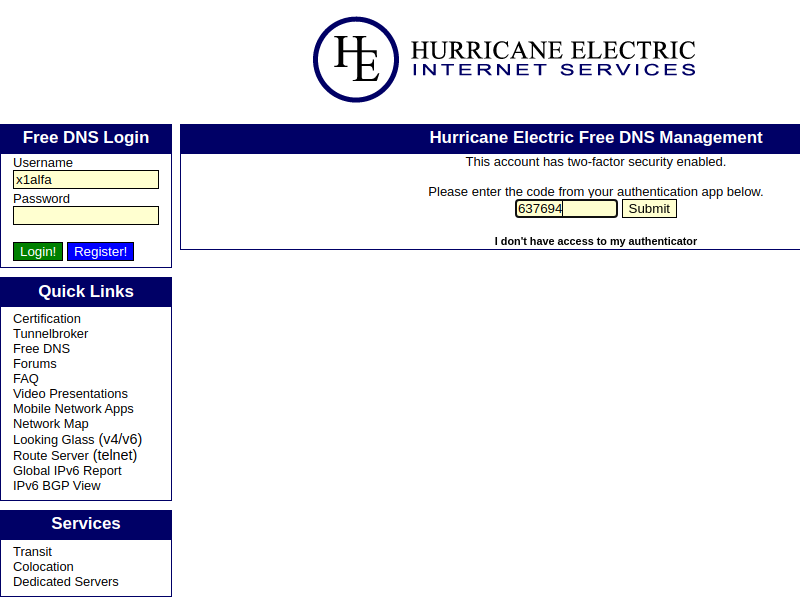 HE
HURRICANE ELECTRIC
INTERNET SERVICES
Free DNS Login
Username
x1alfa
Password
Login! Register!
Quick Links
Certification
Tunnelbroker
Free DNS
Forums
FAQ
Video Presentations
Mobile Network Apps
Network Map
Looking Glass (v4/v6)
Route Server (telnet)
Global IPv6 Report
IPv6 BGP View
Services
Transit
Colocation
Dedicated Servers
Hurricane Electric Free DNS Management
This account has two-factor security enabled.
Please enter the code from your authentication app below.
637694 Submit
I don't have access to my authenticator